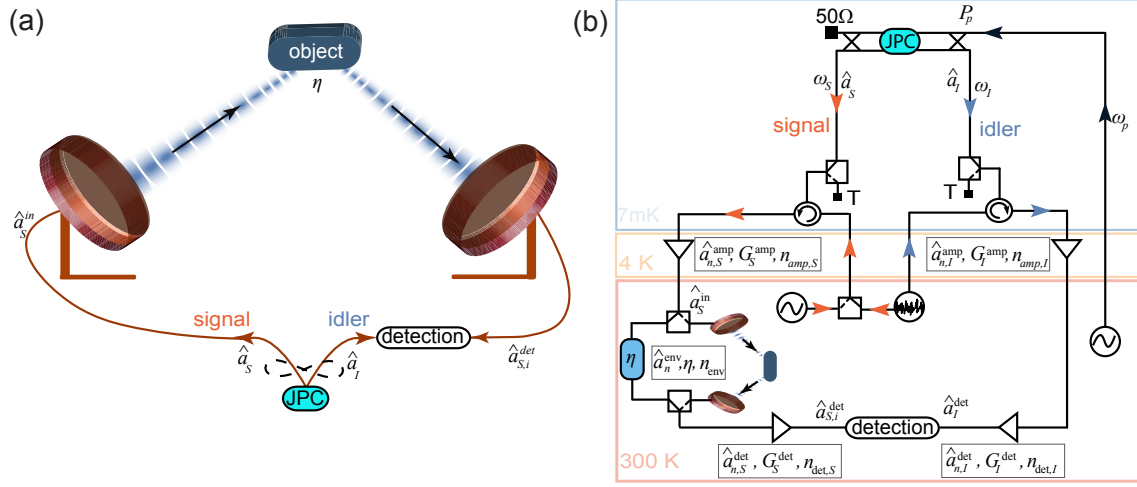 (a)
object
η
â_S^{in}
signal
idler
detection
â_S
â_I
â_{S,i}^{det}
JPC
(b)
50Ω
P_p
JPC
ω_S
â_S
â_I
ω_I
signal
idler
ω_p
T
T
7mK
4 K
â_{n,S}^{amp}, G_S^{amp}, n_{amp,S}
â_{n,I}^{amp}, G_I^{amp}, n_{amp,I}
â_S^{in}
η
â_n^{env}, η, n_{env}
â_{S,i}^{det}
detection
â_I^{det}
300 K
â_{n,S}^{det}, G_S^{det}, n_{det,S}
â_{n,I}^{det}, G_I^{det}, n_{det,I}